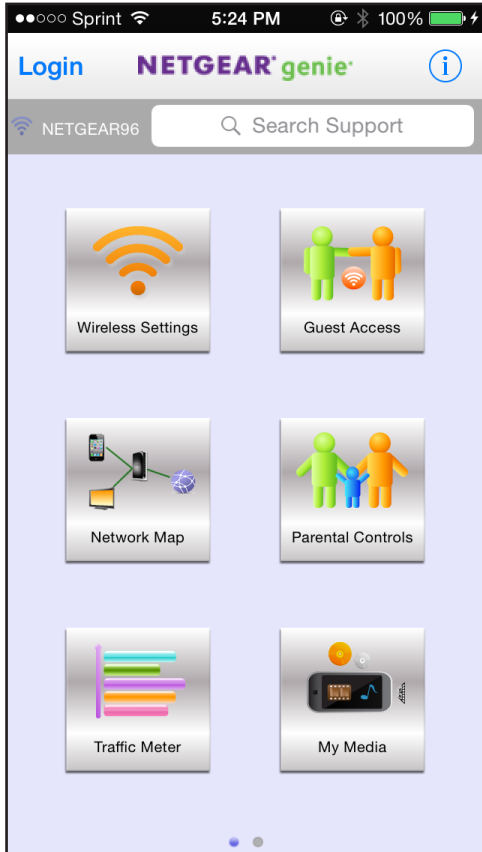 Sprint 5:24 PM 100%
Login NETGEAR® genie®
NETGEAR96 Search Support
Wireless Settings Guest Access
Network Map Parental Controls
Traffic Meter My Media